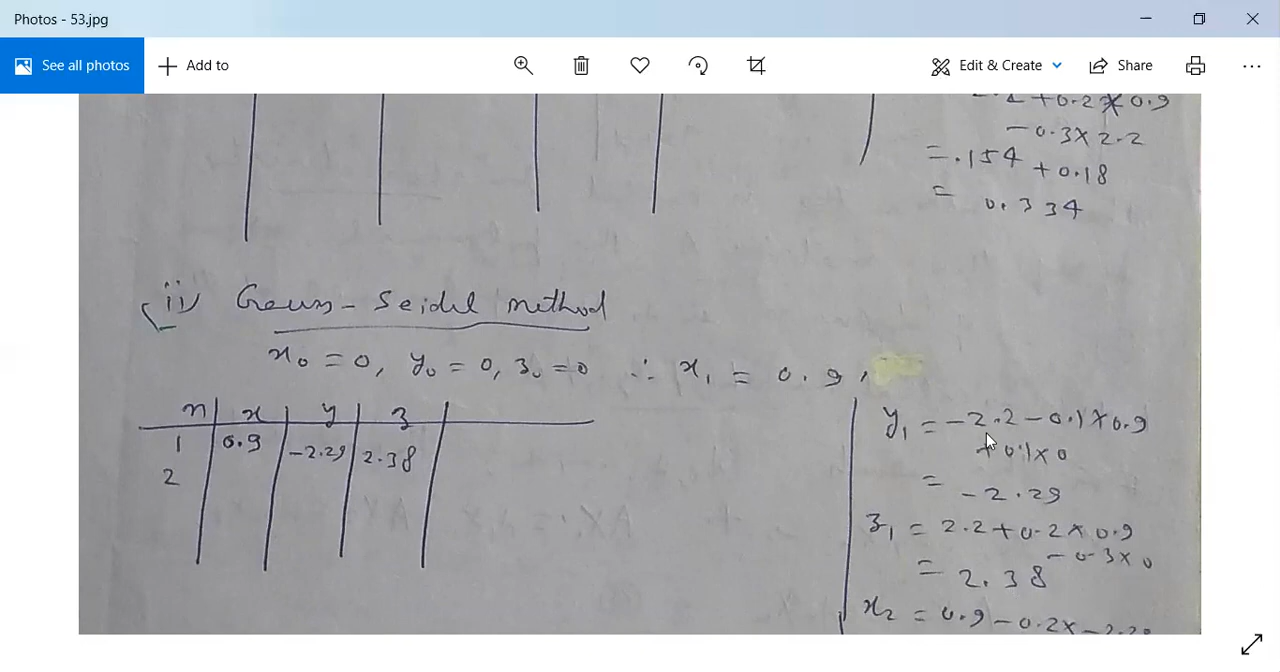 Photos - 53.jpg
See all photos
Add to
Edit & Create
Share
+0.2×0.9
-0.3×2.2
=.154 +0.18
=
0.334
(ii) Gauss-Seidel method
x₀ = 0, y₀ = 0, z₀ = 0 ∴ x₁ = 0.9,
n x y z
1 0.9 -2.29 2.38
2
y₁ = -2.2 - 0.1×0.9
+0.1×0
= -2.29
z₁ = 2.2+0.2×0.9
-0.3×0
= 2.38
x₂ = 0.9-0.2×